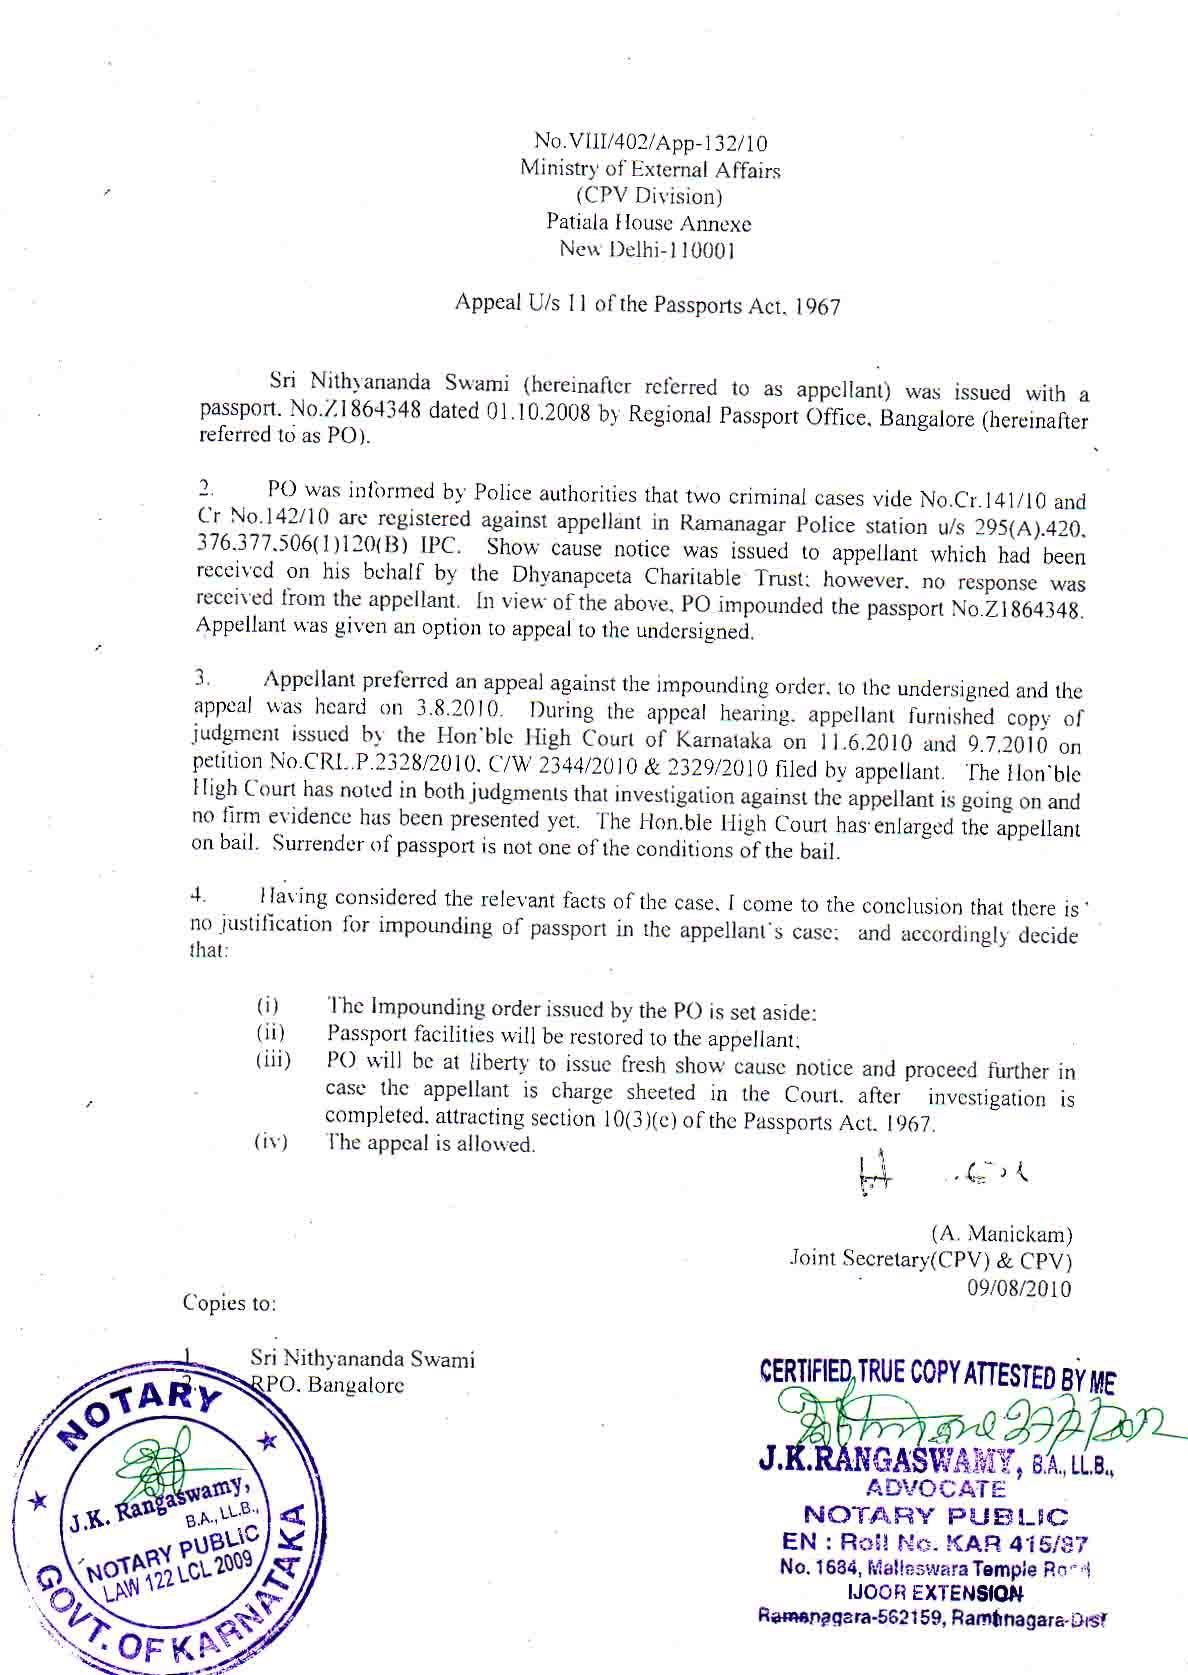 No.VIII/402/App-132/10
Ministry of External Affairs
(CPV Division)
Patiala House Annexe
New Delhi-110001
Appeal U/s 11 of the Passports Act, 1967
Sri Nithyananda Swami (hereinafter referred to as appellant) was issued with a
passport. No.Z1864348 dated 01.10.2008 by Regional Passport Office, Bangalore (hereinafter
referred to as PO).
2. PO was informed by Police authorities that two criminal cases vide No.Cr.141/10 and
Cr No.142/10 are registered against appellant in Ramanagar Police station u/s 295(A).420,
376.377.506(1)120(B) IPC. Show cause notice was issued to appellant which had been
received on his behalf by the Dhyanapeeta Charitable Trust; however, no response was
received from the appellant. In view of the above, PO impounded the passport No.Z1864348.
Appellant was given an option to appeal to the undersigned.
3. Appellant preferred an appeal against the impounding order, to the undersigned and the
appeal was heard on 3.8.2010. During the appeal hearing, appellant furnished copy of
judgment issued by the Hon'ble High Court of Karnataka on 11.6.2010 and 9.7.2010 on
petition No.CRL.P.2328/2010, C/W 2344/2010 & 2329/2010 filed by appellant. The Hon'ble
High Court has noted in both judgments that investigation against the appellant is going on and
no firm evidence has been presented yet. The Hon.ble High Court has enlarged the appellant
on bail. Surrender of passport is not one of the conditions of the bail.
4. Having considered the relevant facts of the case, I come to the conclusion that there is
no justification for impounding of passport in the appellant's case; and accordingly decide
that:
(i) The Impounding order issued by the PO is set aside;
(ii) Passport facilities will be restored to the appellant;
(iii) PO will be at liberty to issue fresh show cause notice and proceed further in
case the appellant is charge sheeted in the Court, after investigation is
completed, attracting section 10(3)(e) of the Passports Act, 1967.
(iv) The appeal is allowed.
(A. Manickam)
Joint Secretary(CPV) & CPV)
09/08/2010
Copies to:
1. Sri Nithyananda Swami
2. RPO, Bangalore
NOTARY
J.K. Rangaswamy,
B.A., LL.B.,
NOTARY PUBLIC
LAW 122 LCL 2009
GOVT. OF KARNATAKA
CERTIFIED TRUE COPY ATTESTED BY ME
J.K.RANGASWAMY, B.A., LL.B.,
ADVOCATE
NOTARY PUBLIC
EN : Roll No. KAR 415/87
No. 1684, Malleswara Temple Road
IJOOR EXTENSION
Ramanagara-562159, Ramanagara-Dist